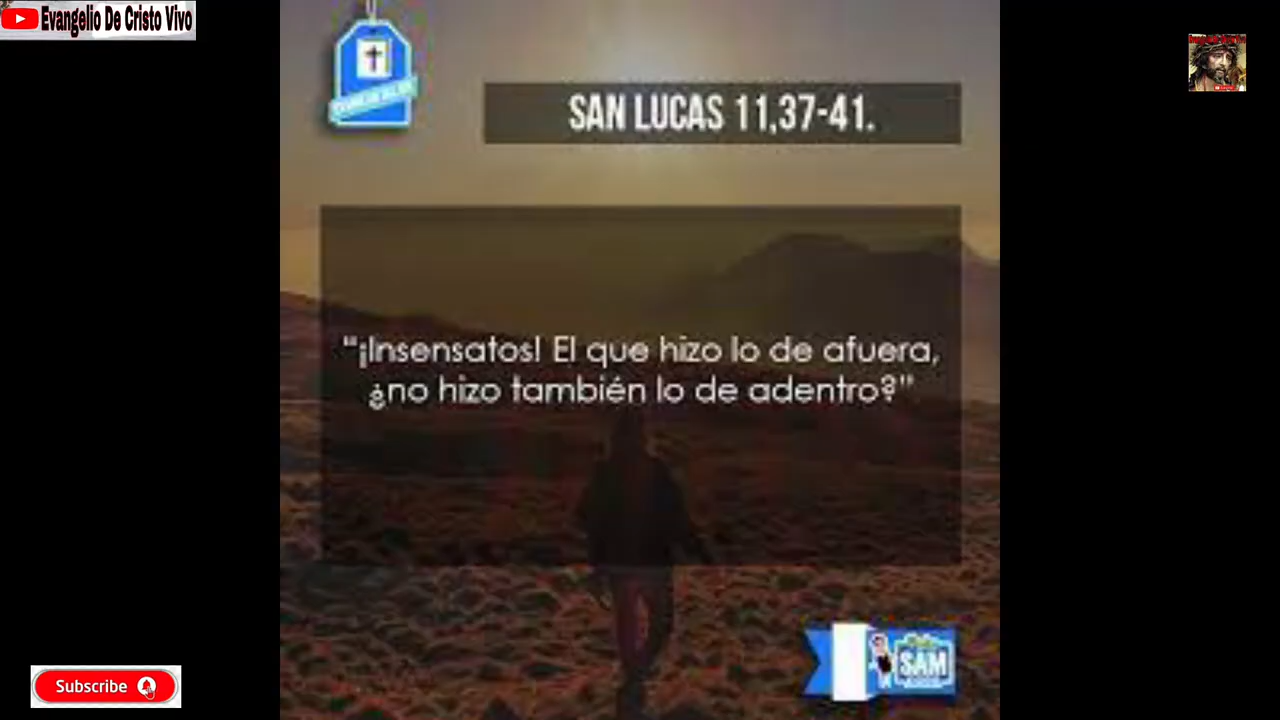 Evangelio De Cristo Vivo
SAN LUCAS 11,37-41.
"¡Insensatos! El que hizo lo de afuera,
¿no hizo también lo de adentro?"
SAM
Subscribe